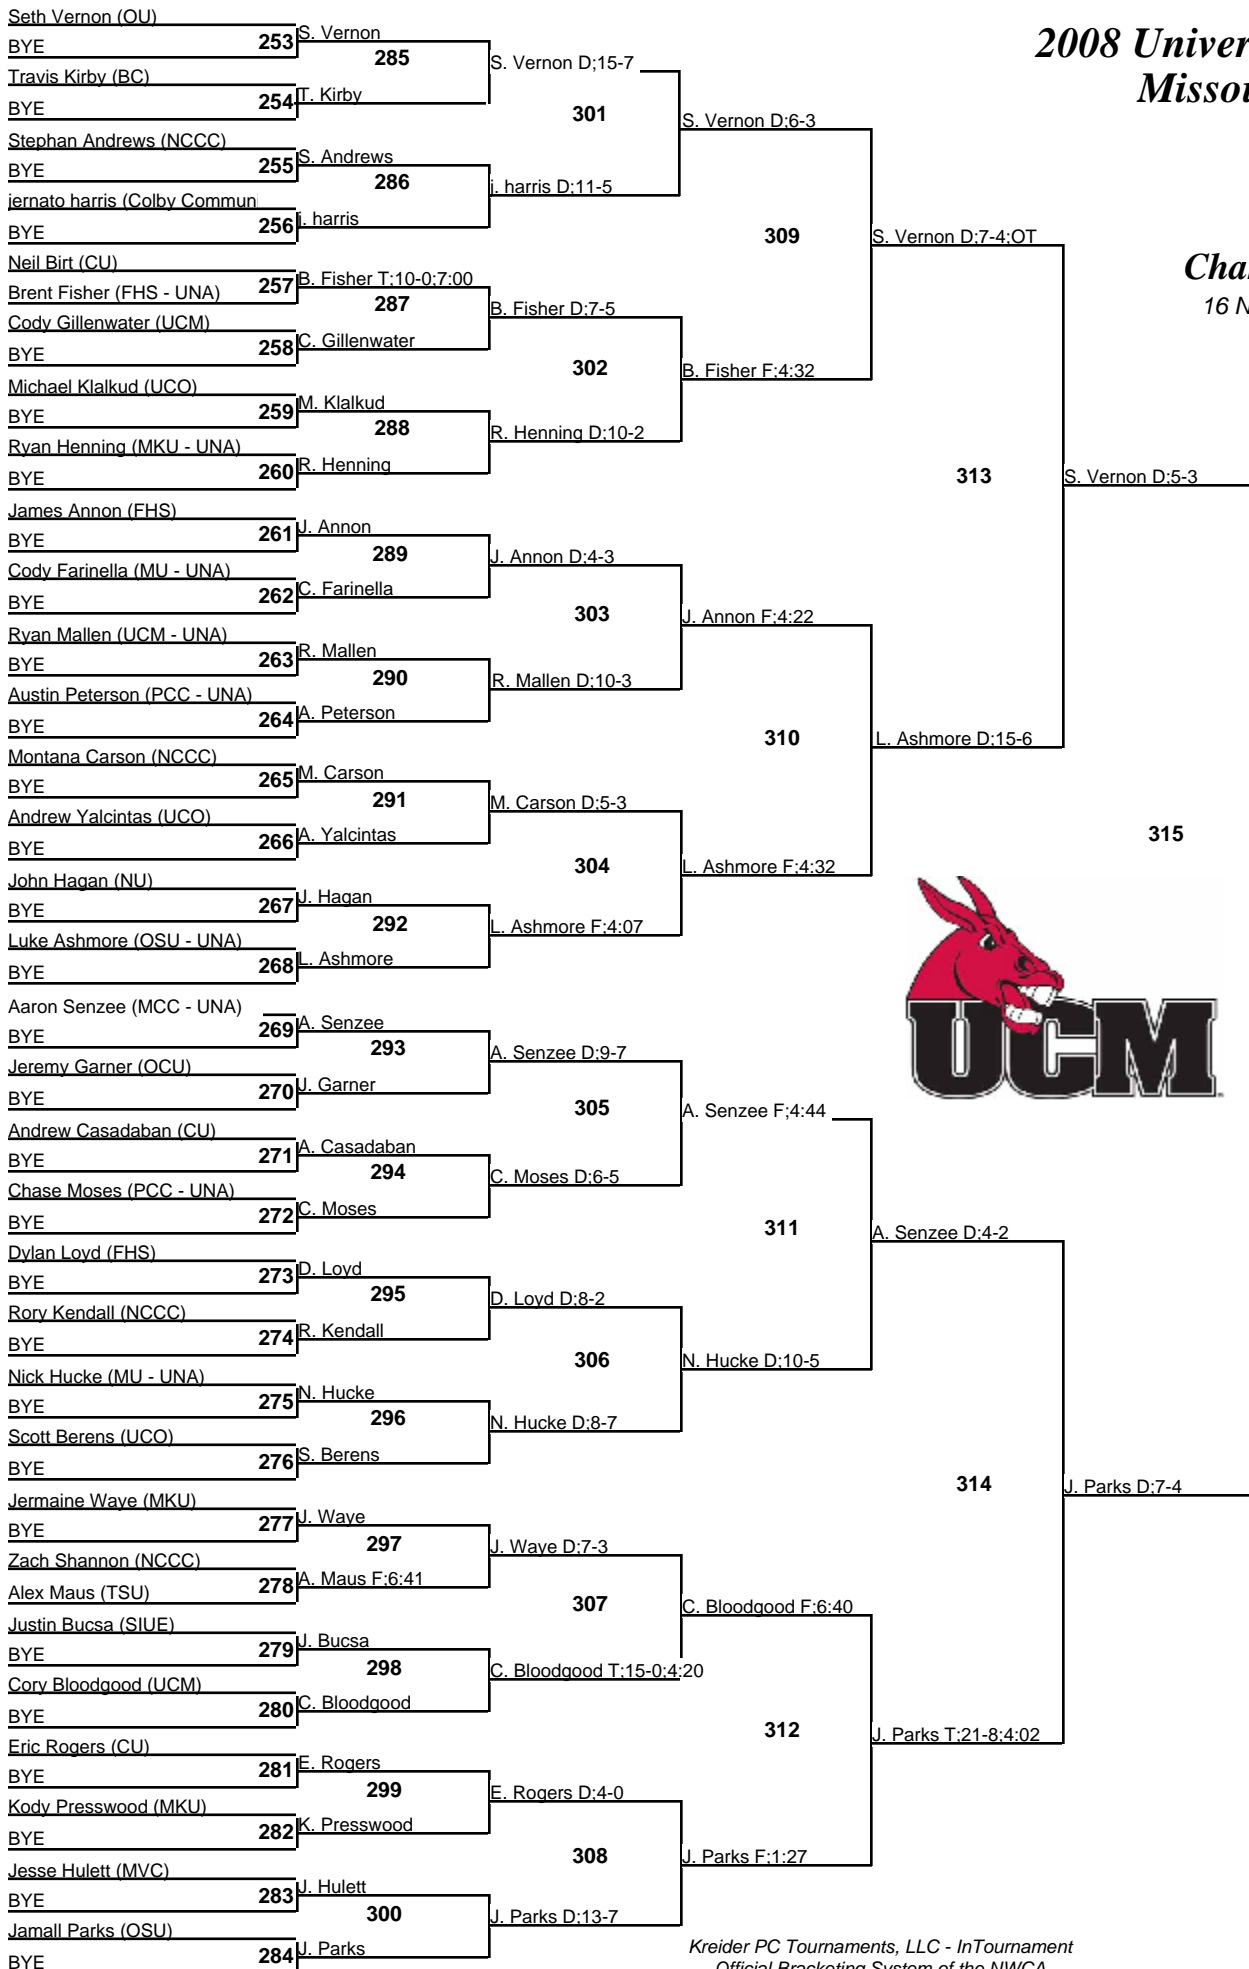 Seth Vernon (OU)
BYE
253
Travis Kirby (BC)
BYE
254
Stephan Andrews (NCCC)
BYE
255
jernato harris (Colby Commun
BYE
256
Neil Birt (CU)
257
Brent Fisher (FHS - UNA)
Cody Gillenwater (UCM)
BYE
258
Michael Klalkud (UCO)
BYE
259
Ryan Henning (MKU - UNA)
BYE
260
James Annon (FHS)
BYE
261
Cody Farinella (MU - UNA)
BYE
262
Ryan Mallen (UCM - UNA)
BYE
263
Austin Peterson (PCC - UNA)
BYE
264
Montana Carson (NCCC)
BYE
265
Andrew Yalcintas (UCO)
BYE
266
John Hagan (NU)
BYE
267
Luke Ashmore (OSU - UNA)
BYE
268
Aaron Senzee (MCC - UNA)
BYE
269
Jeremy Garner (OCU)
BYE
270
Andrew Casadaban (CU)
BYE
271
Chase Moses (PCC - UNA)
BYE
272
Dylan Loyd (FHS)
BYE
273
Rory Kendall (NCCC)
BYE
274
Nick Hucke (MU - UNA)
BYE
275
Scott Berens (UCO)
BYE
276
Jermaine Waye (MKU)
BYE
277
Zach Shannon (NCCC)
278
Alex Maus (TSU)
Justin Bucsa (SIUE)
BYE
279
Cory Bloodgood (UCM)
BYE
280
Eric Rogers (CU)
BYE
281
Kody Presswood (MKU)
BYE
282
Jesse Hulett (MVC)
BYE
283
Jamall Parks (OSU)
BYE
284
S. Vernon
285
T. Kirby
S. Andrews
286
j. harris
B. Fisher T;10-0;7:00
287
C. Gillenwater
M. Klalkud
288
R. Henning
J. Annon
289
C. Farinella
R. Mallen
290
A. Peterson
M. Carson
291
A. Yalcintas
J. Hagan
292
L. Ashmore
A. Senzee
293
J. Garner
A. Casadaban
294
C. Moses
D. Loyd
295
R. Kendall
N. Hucke
296
S. Berens
J. Waye
297
A. Maus F;6:41
J. Bucsa
298
C. Bloodgood
E. Rogers
299
K. Presswood
J. Hulett
300
J. Parks
S. Vernon D;15-7
301
j. harris D;11-5
B. Fisher D;7-5
302
R. Henning D;10-2
J. Annon D;4-3
303
R. Mallen D;10-3
M. Carson D;5-3
304
L. Ashmore F;4:07
A. Senzee D;9-7
305
C. Moses D;6-5
D. Loyd D;8-2
306
N. Hucke D;8-7
J. Waye D;7-3
307
C. Bloodgood T;15-0;4:20
E. Rogers D;4-0
308
J. Parks D;13-7
S. Vernon D;6-3
309
B. Fisher F;4:32
J. Annon F;4:22
310
L. Ashmore F;4:32
A. Senzee F;4:44
311
N. Hucke D;10-5
C. Bloodgood F;6:40
312
J. Parks F;1:27
S. Vernon D;7-4;OT
313
L. Ashmore D;15-6
A. Senzee D;4-2
314
J. Parks T;21-8;4:02
S. Vernon D;5-3
315
J. Parks D;7-4
2008 Univer
Missou
Cha
16 N
UCM
Kreider PC Tournaments, LLC - InTournament
Official Bracketing System of the NWCA